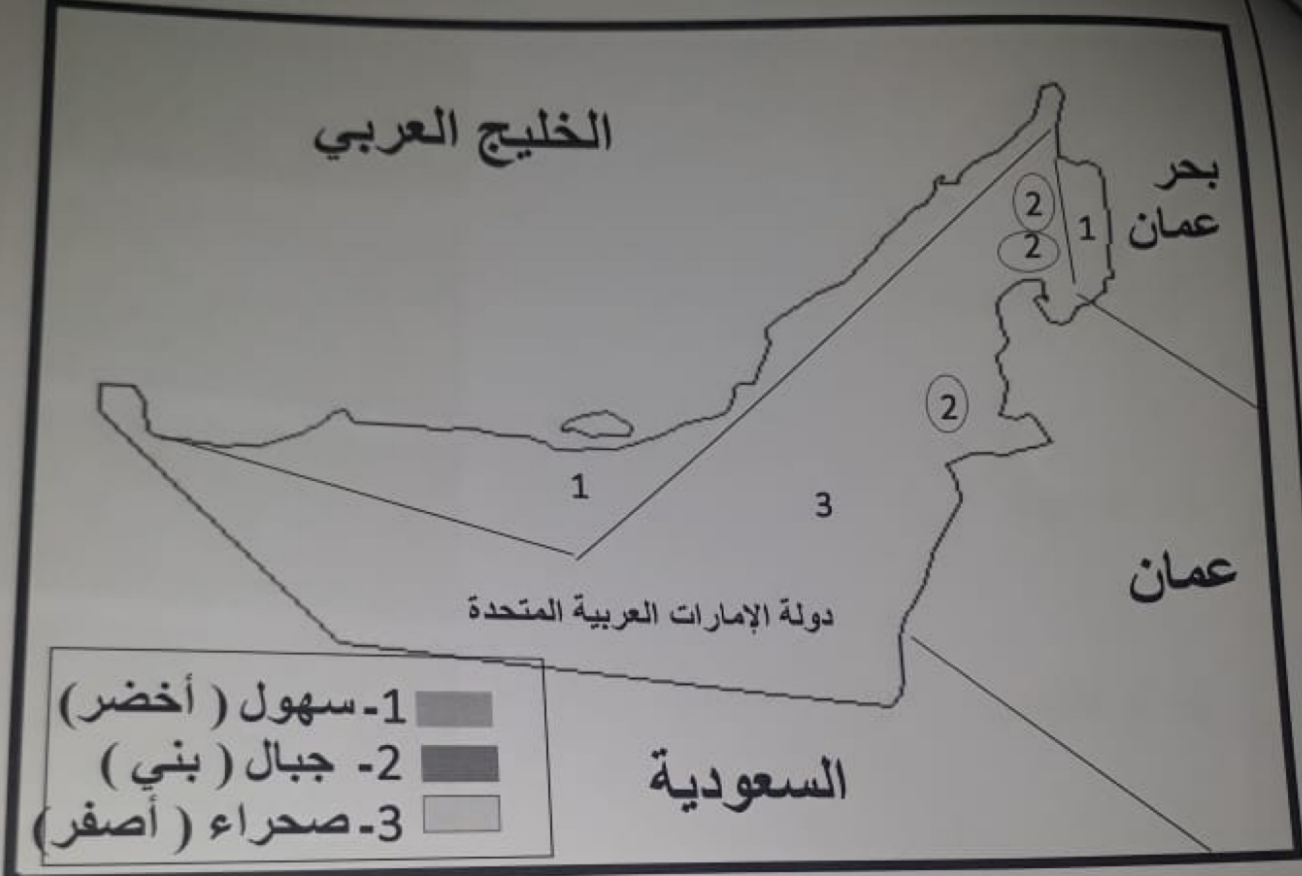 الخليج العربي
بحر
عمان
2
2
1
2
1
3
عمان
دولة الإمارات العربية المتحدة
1- سهول ( أخضر)
2- جبال ( بني )
3- صحراء ( أصفر)
السعودية